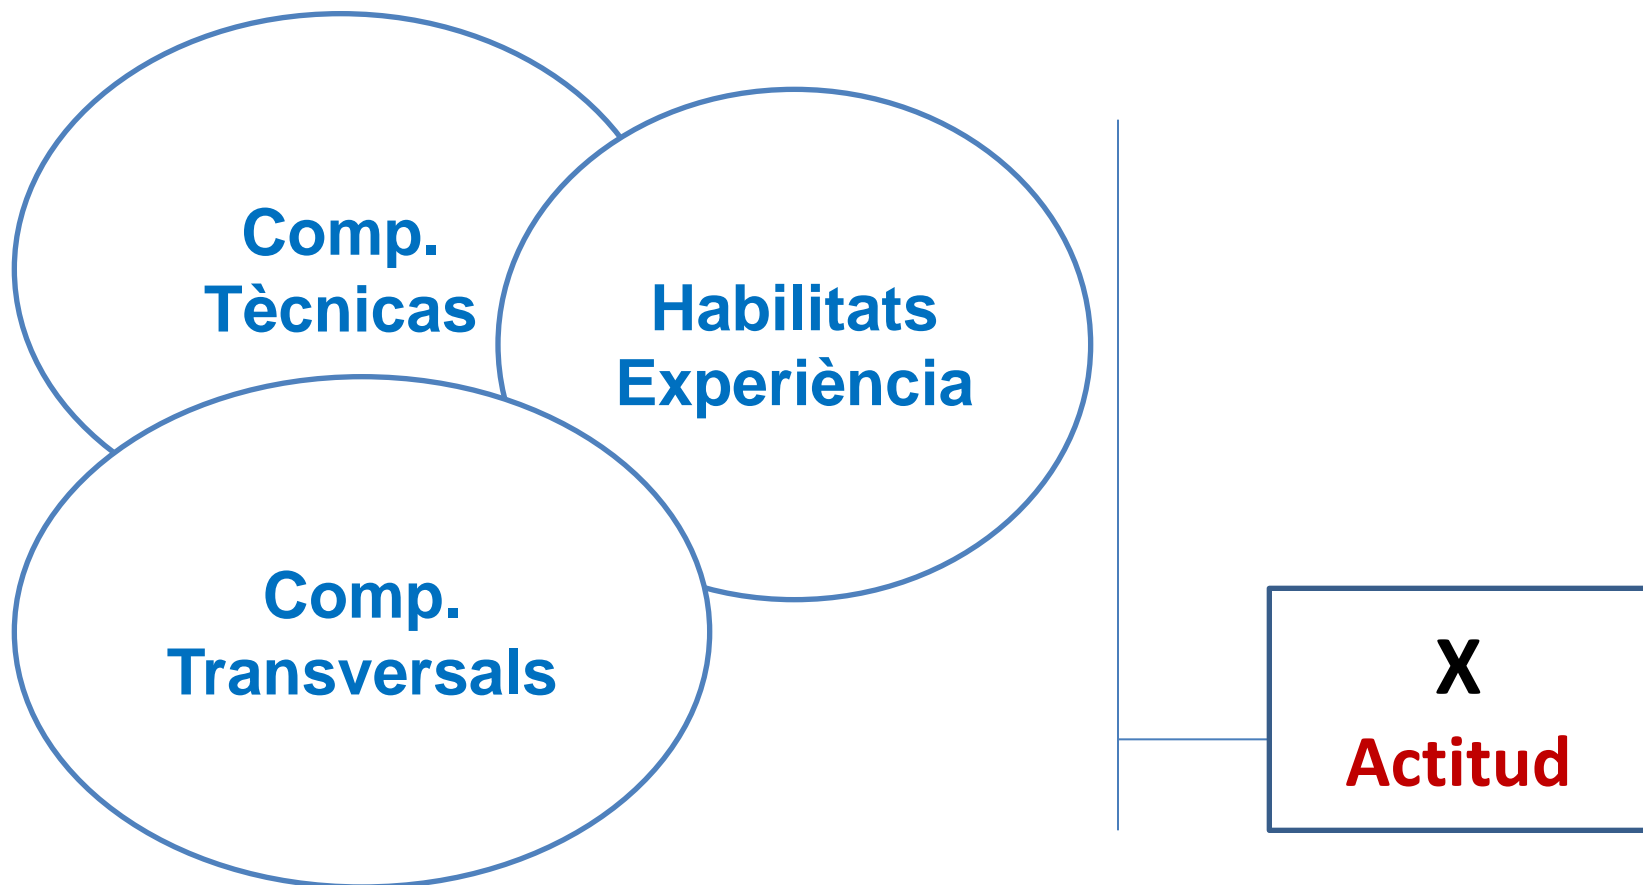 Comp.
Tècnicas
Habilitats
Experiència
Comp.
Transversals
X
Actitud